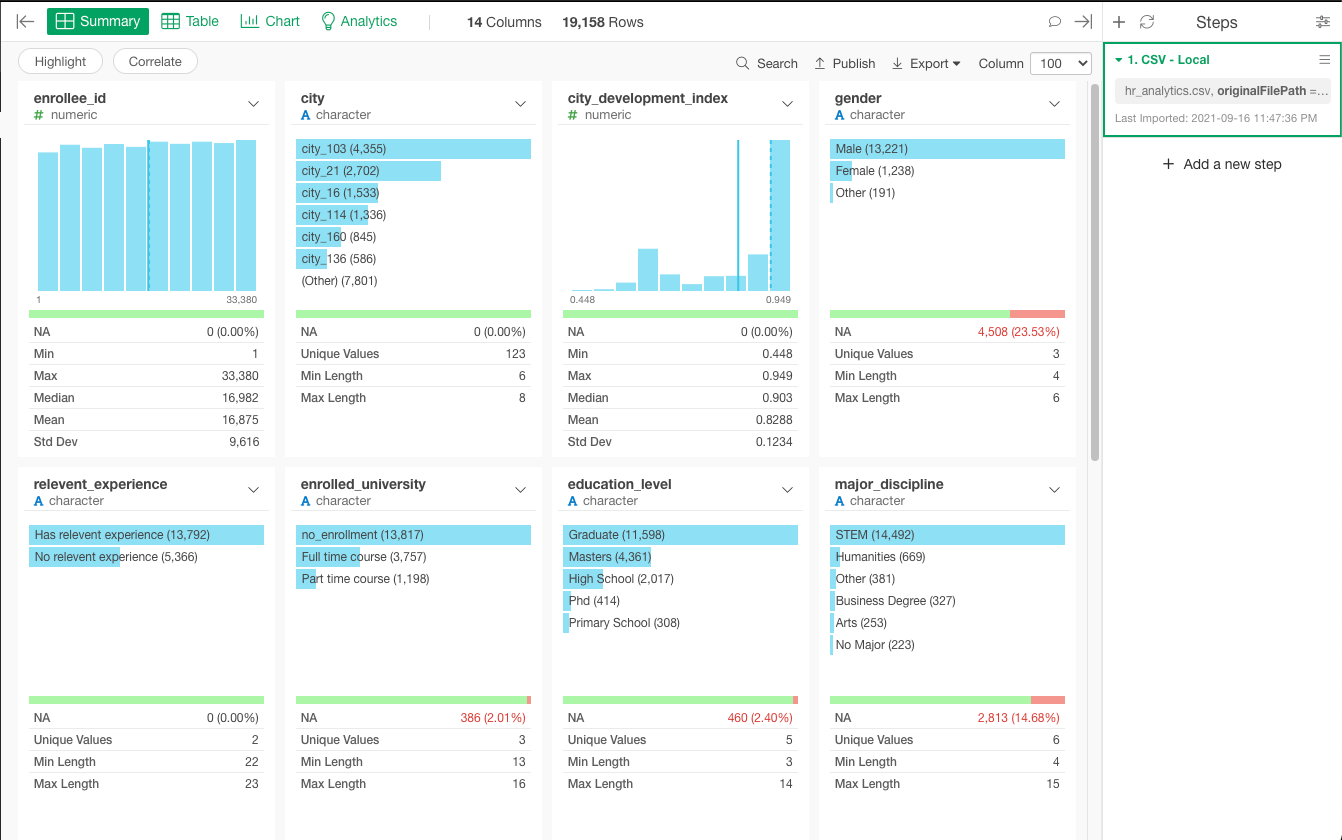 Summary Table Chart Analytics 14 Columns 19,158 Rows
Highlight Correlate Search Publish Export Column 100
enrollee_id
# numeric
1 33,380
NA 0 (0.00%)
Min 1
Max 33,380
Median 16,982
Mean 16,875
Std Dev 9,616
city
A character
city_103 (4,355)
city_21 (2,702)
city_16 (1,533)
city_114 (1,336)
city_160 (845)
city_136 (586)
(Other) (7,801)
NA 0 (0.00%)
Unique Values 123
Min Length 6
Max Length 8
city_development_index
# numeric
0.448 0.949
NA 0 (0.00%)
Min 0.448
Max 0.949
Median 0.903
Mean 0.8288
Std Dev 0.1234
gender
A character
Male (13,221)
Female (1,238)
Other (191)
NA 4,508 (23.53%)
Unique Values 3
Min Length 4
Max Length 6
relevent_experience
A character
Has relevent experience (13,792)
No relevent experience (5,366)
NA 0 (0.00%)
Unique Values 2
Min Length 22
Max Length 23
enrolled_university
A character
no_enrollment (13,817)
Full time course (3,757)
Part time course (1,198)
NA 386 (2.01%)
Unique Values 3
Min Length 13
Max Length 16
education_level
A character
Graduate (11,598)
Masters (4,361)
High School (2,017)
Phd (414)
Primary School (308)
NA 460 (2.40%)
Unique Values 5
Min Length 3
Max Length 14
major_discipline
A character
STEM (14,492)
Humanities (669)
Other (381)
Business Degree (327)
Arts (253)
No Major (223)
NA 2,813 (14.68%)
Unique Values 6
Min Length 4
Max Length 15
Steps
1. CSV - Local
hr_analytics.csv, originalFilePath =...
Last Imported: 2021-09-16 11:47:36 PM
+ Add a new step